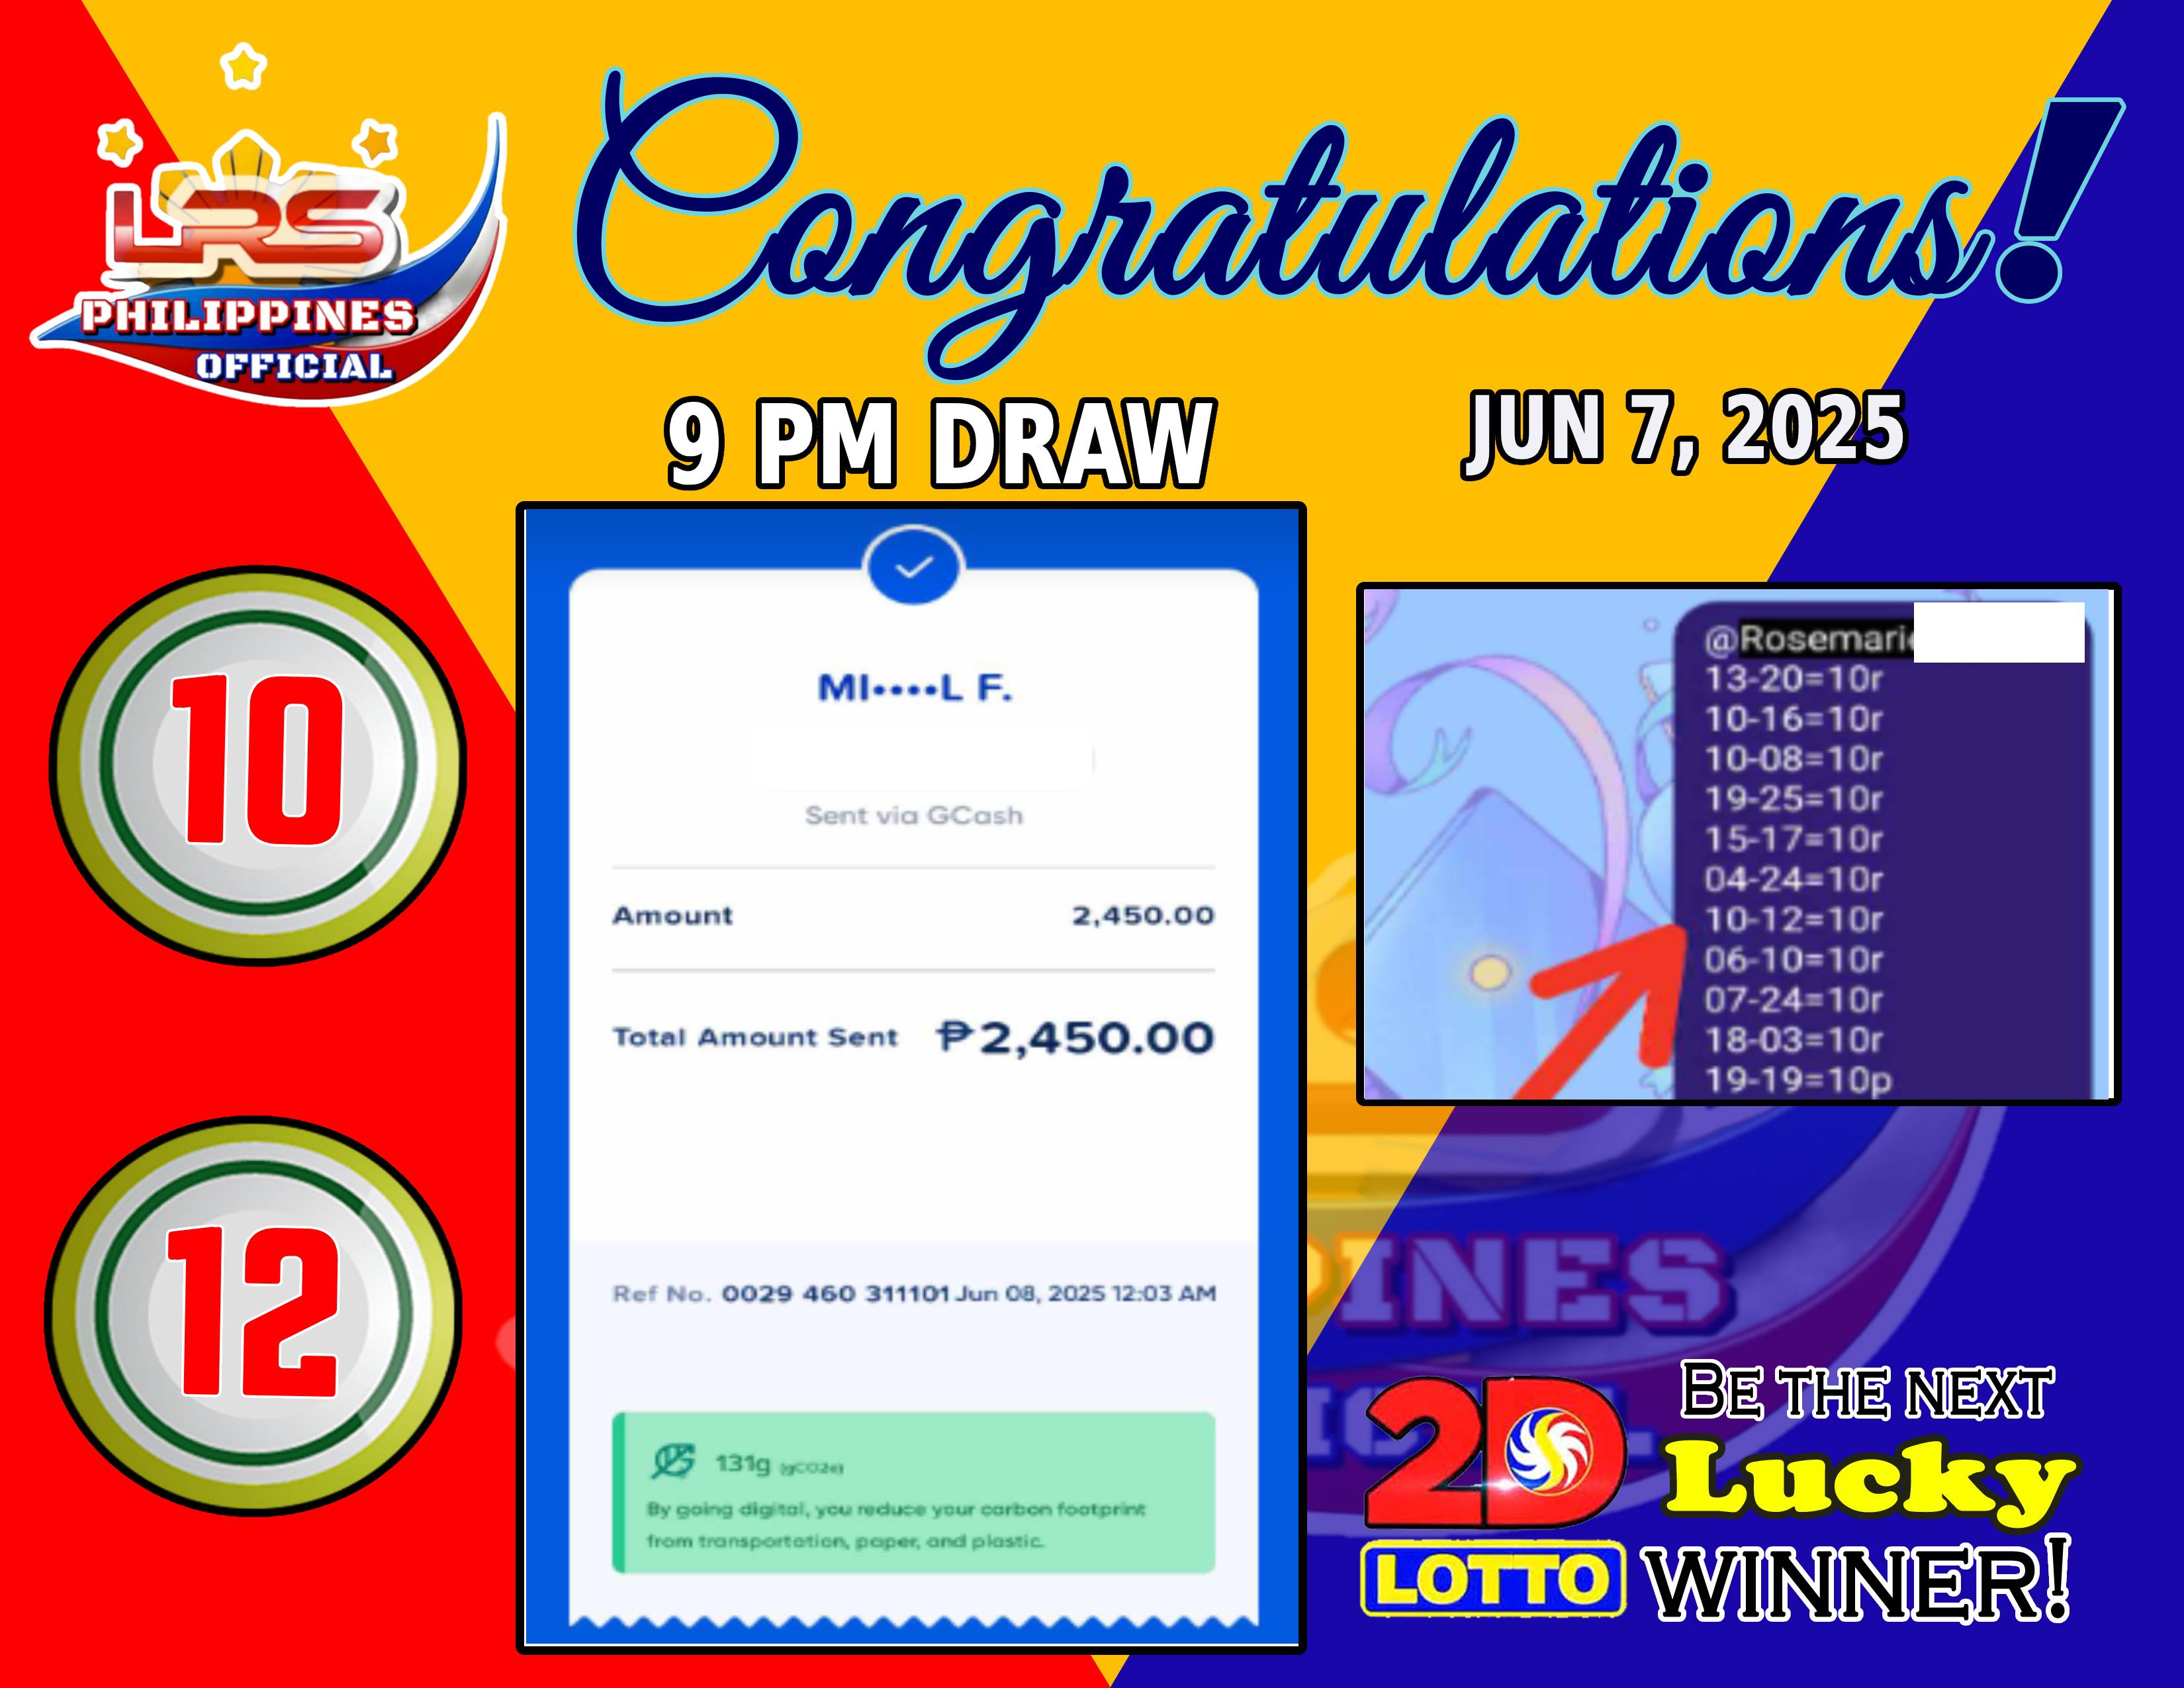 LRS
PHILIPPINES
OFFICIAL
Congratulations!
9 PM DRAW
JUN 7, 2025
10
12
MI••••L F.
Sent via GCash
Amount 2,450.00
Total Amount Sent ₱2,450.00
Ref No. 0029 460 311101 Jun 08, 2025 12:03 AM
131g (gCO2e)
By going digital, you reduce your carbon footprint
from transportation, paper, and plastic.
@Rosemarie
13-20=10r
10-16=10r
10-08=10r
19-25=10r
15-17=10r
04-24=10r
10-12=10r
06-10=10r
07-24=10r
18-03=10r
19-19=10p
PINES
2D
LOTTO
BE THE NEXT
Lucky
WINNER!